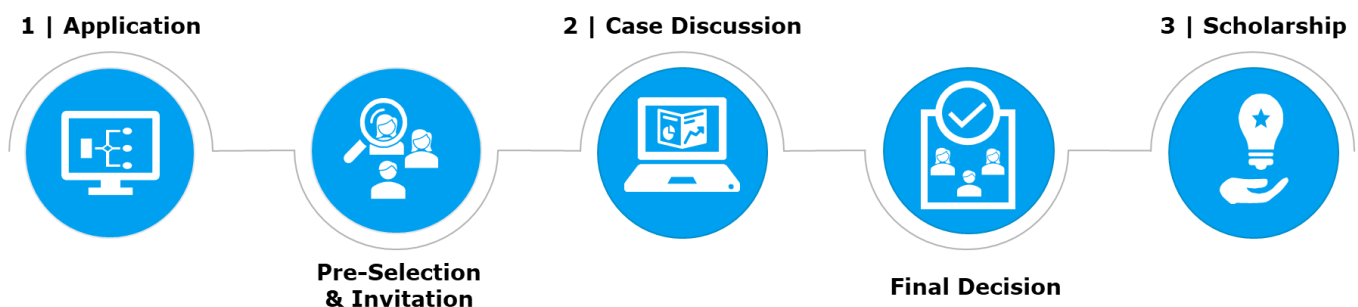 1 | Application
2 | Case Discussion
3 | Scholarship
Pre-Selection
& Invitation
Final Decision